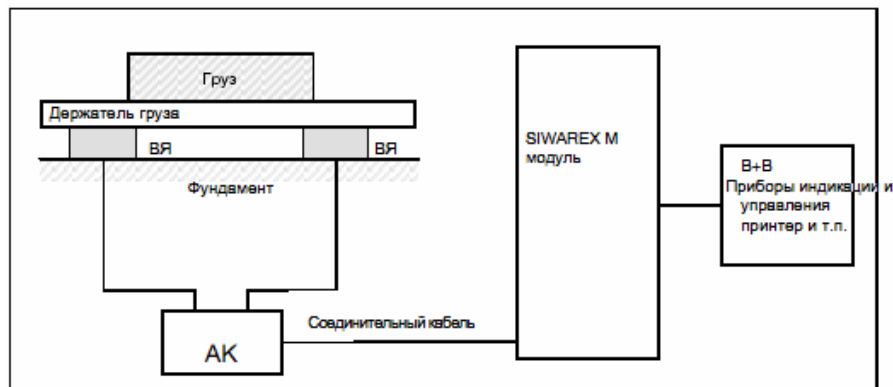 Груз
Держатель груза
ВЯ
ВЯ
Фундамент
АК
Соединительный кабель
SIWAREX M
модуль
В+В
Приборы индикации и
управления
принтер и т.п.